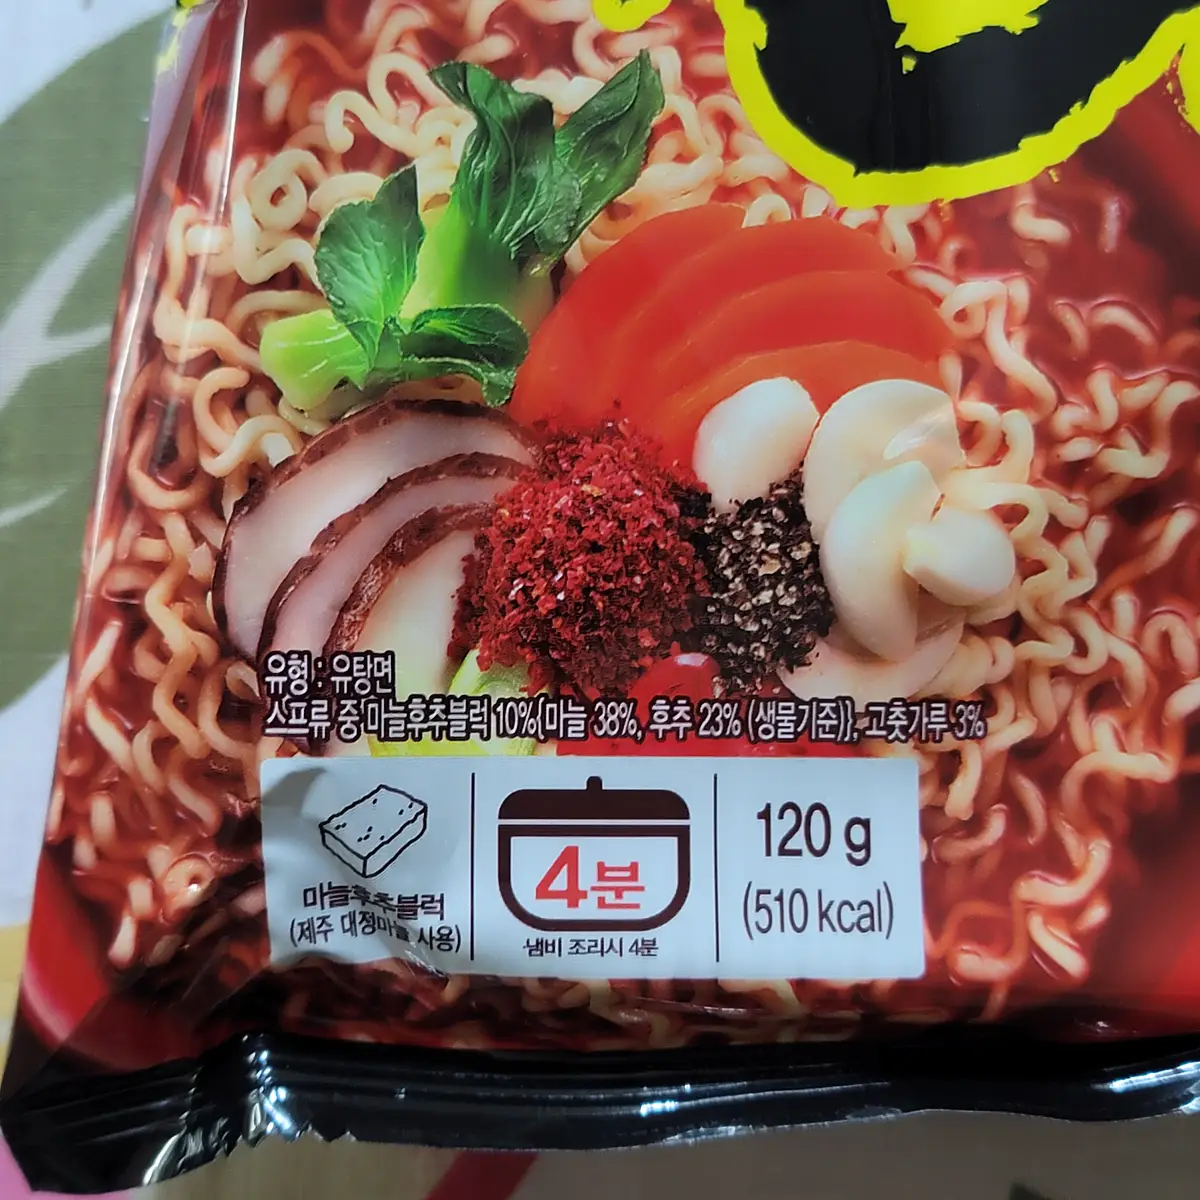 유형 : 유탕면
스프류 중 마늘후추블럭 10%{마늘 38%, 후추 23% (생물기준)}, 고춧가루 3%
마늘후추블럭
(제주 대정마늘 사용)
4분
·냄비 조리시 4분
120 g
(510 kcal)